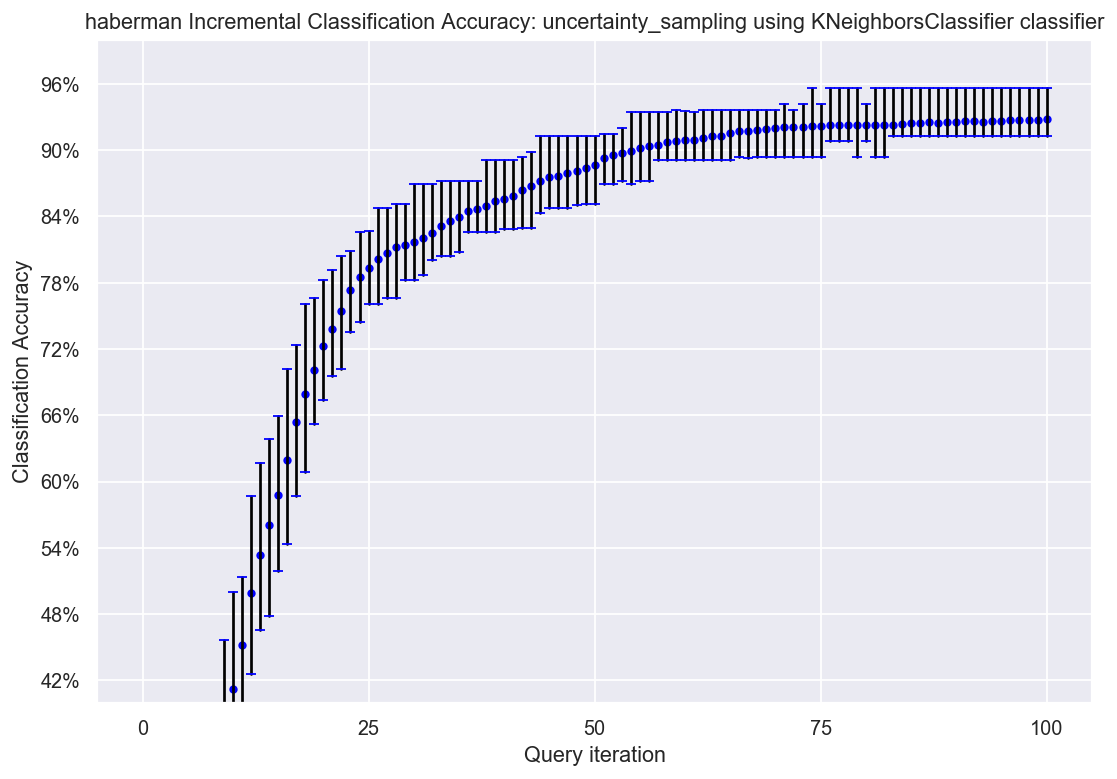 haberman Incremental Classification Accuracy: uncertainty_sampling using KNeighborsClassifier classifier
96%
90%
84%
78%
72%
66%
60%
54%
48%
42%
Classification Accuracy
0 25 50 75 100
Query iteration